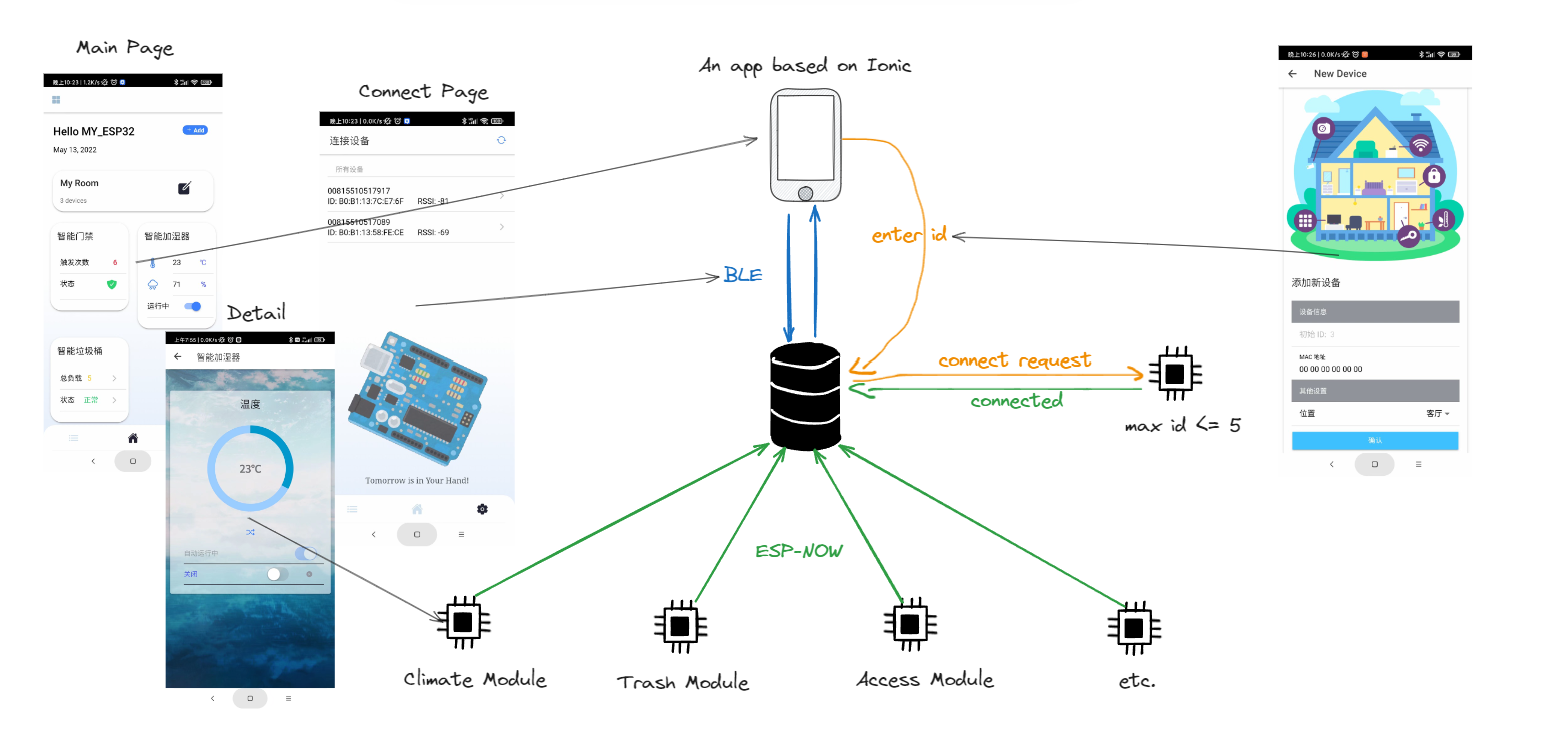 Main Page
晚上10:23 | 1.2K/s
Hello MY_ESP32
+ Add
May 13, 2022
My Room
3 devices
智能门禁
触发次数 6
状态
智能加湿器
23 °C
71 %
运行中
智能垃圾桶
总负载 5
状态 正常
Detail
上午7:55 | 0.0K/s
智能加湿器
温度
23°C
自动运行中
关闭
Connect Page
晚上10:23 | 0.0K/s
连接设备
所有设备
00815510517917
ID: B0:B1:13:7C:E7:6F RSSI: -81
00815510517089
ID: B0:B1:13:58:FE:CE RSSI: -69
Tomorrow is in Your Hand!
An app based on Ionic
BLE
enter id
connect request
connected
max id <= 5
ESP-NOW
Climate Module
Trash Module
Access Module
etc.
晚上10:26 | 0.0K/s
New Device
添加新设备
设备信息
初始 ID: 3
MAC 地址
00 00 00 00 00 00
其他设置
位置 客厅
确认